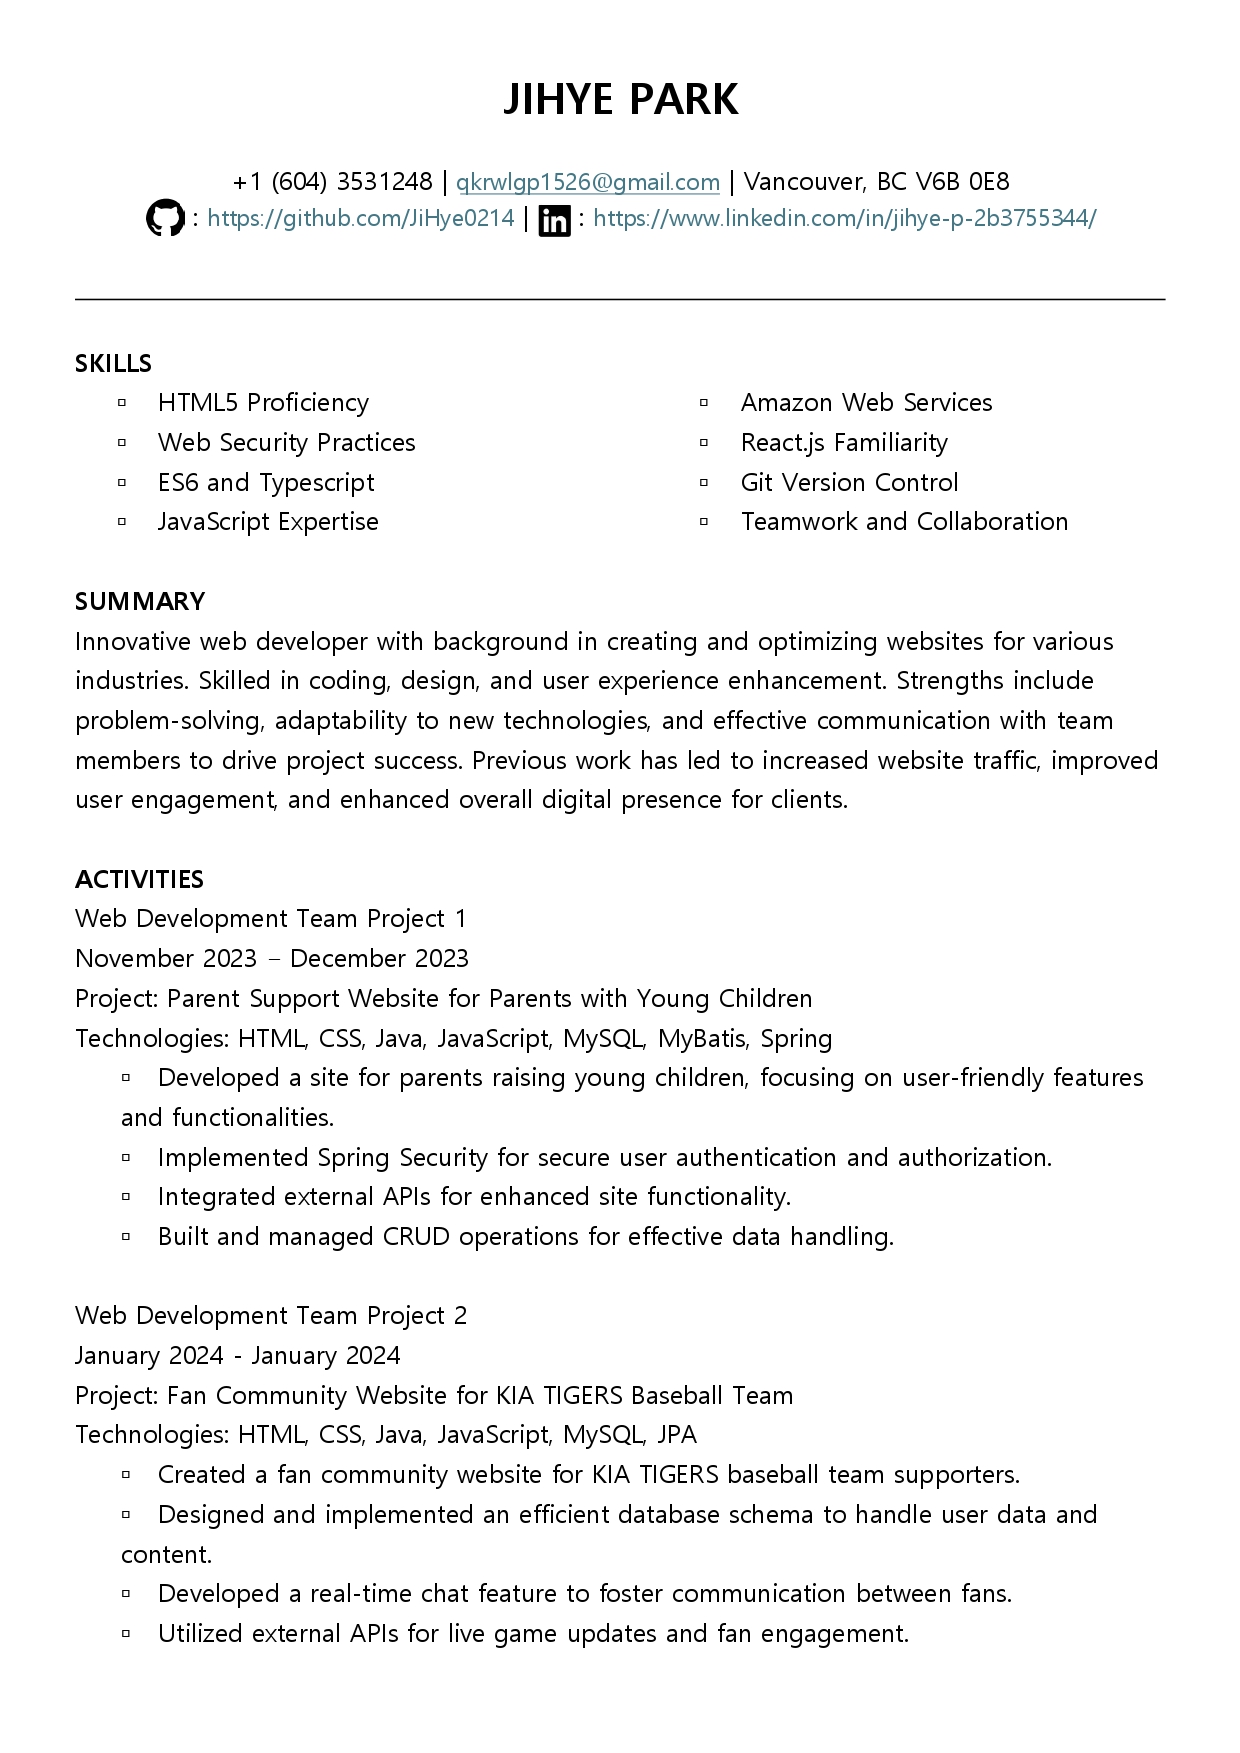 JIHYE PARK
+1 (604) 3531248 | qkrwlgp1526@gmail.com | Vancouver, BC V6B 0E8
: https://github.com/JiHye0214 | in : https://www.linkedin.com/in/jihye-p-2b3755344/
SKILLS
▫ HTML5 Proficiency
▫ Web Security Practices
▫ ES6 and Typescript
▫ JavaScript Expertise
▫ Amazon Web Services
▫ React.js Familiarity
▫ Git Version Control
▫ Teamwork and Collaboration
SUMMARY
Innovative web developer with background in creating and optimizing websites for various
industries. Skilled in coding, design, and user experience enhancement. Strengths include
problem-solving, adaptability to new technologies, and effective communication with team
members to drive project success. Previous work has led to increased website traffic, improved
user engagement, and enhanced overall digital presence for clients.
ACTIVITIES
Web Development Team Project 1
November 2023 – December 2023
Project: Parent Support Website for Parents with Young Children
Technologies: HTML, CSS, Java, JavaScript, MySQL, MyBatis, Spring
▫ Developed a site for parents raising young children, focusing on user-friendly features
and functionalities.
▫ Implemented Spring Security for secure user authentication and authorization.
▫ Integrated external APIs for enhanced site functionality.
▫ Built and managed CRUD operations for effective data handling.
Web Development Team Project 2
January 2024 - January 2024
Project: Fan Community Website for KIA TIGERS Baseball Team
Technologies: HTML, CSS, Java, JavaScript, MySQL, JPA
▫ Created a fan community website for KIA TIGERS baseball team supporters.
▫ Designed and implemented an efficient database schema to handle user data and
content.
▫ Developed a real-time chat feature to foster communication between fans.
▫ Utilized external APIs for live game updates and fan engagement.